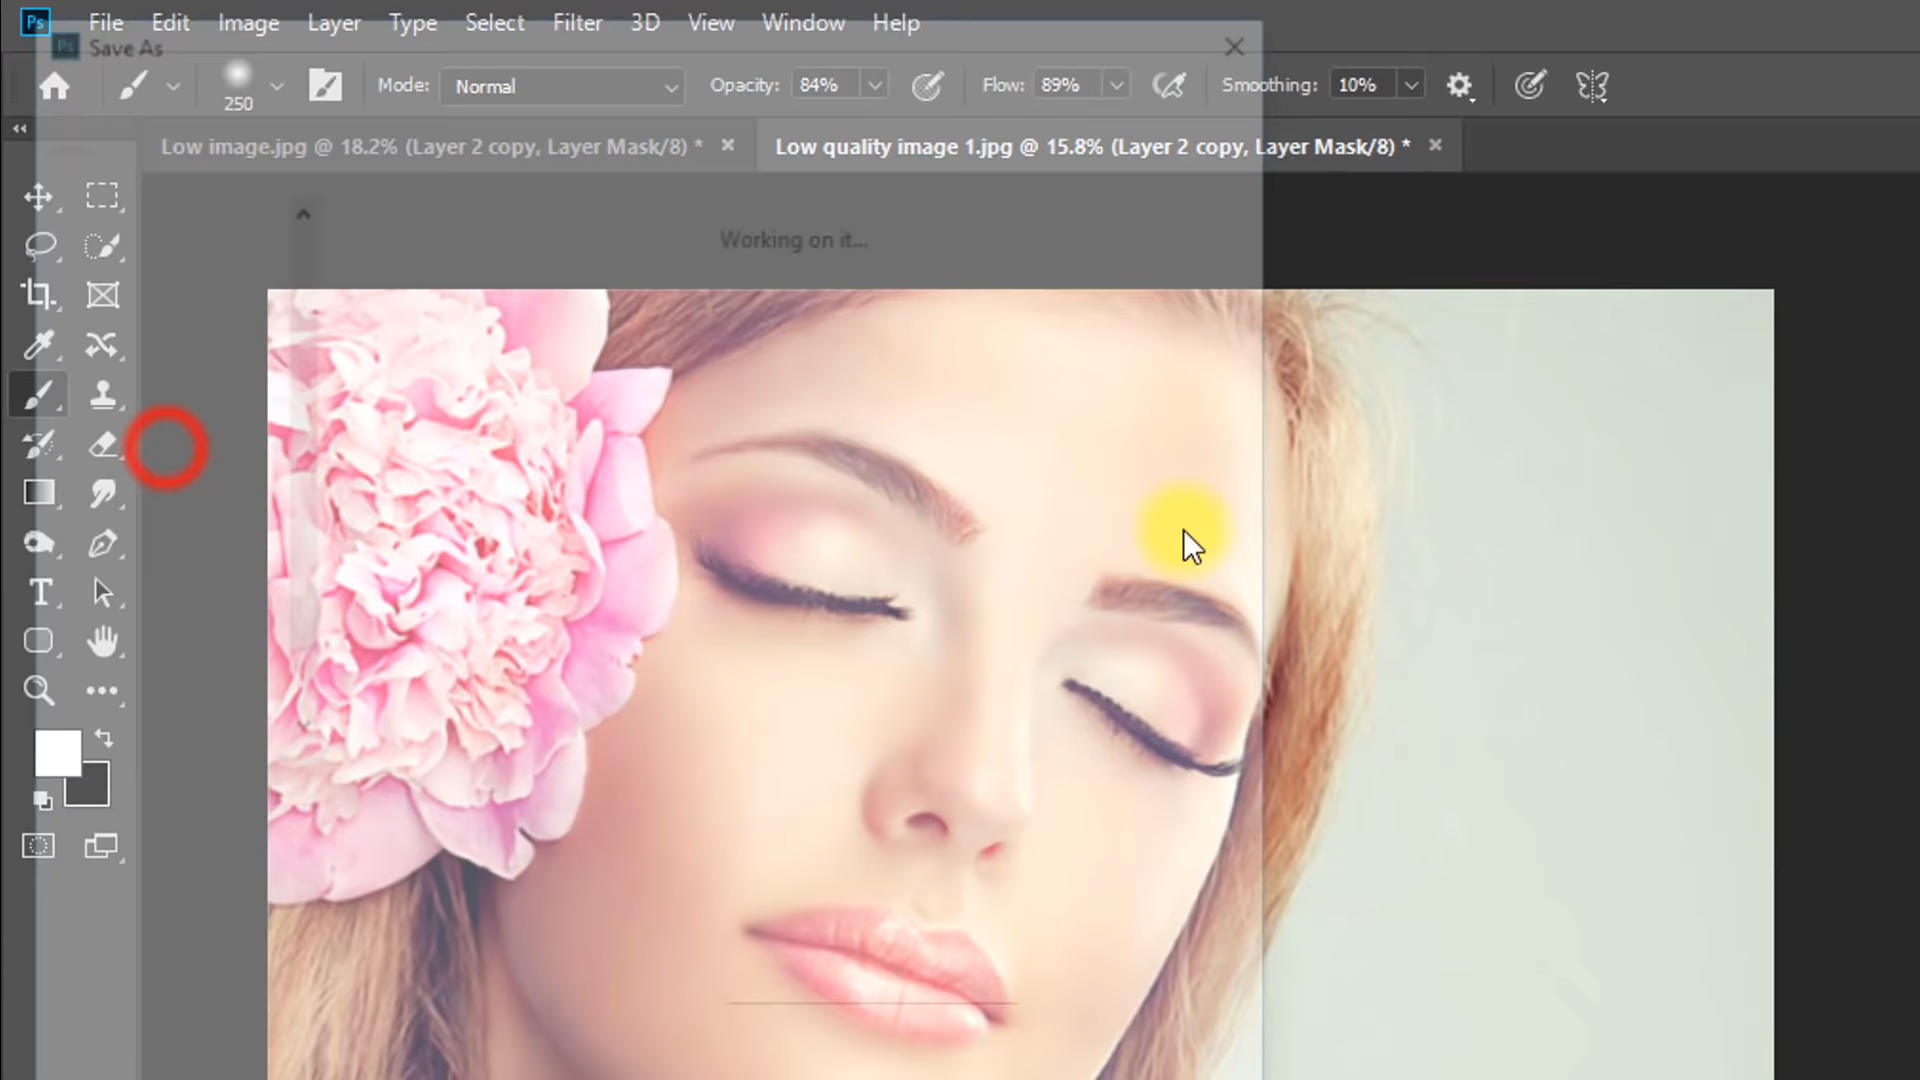 Ps File Edit Image Layer Type Select Filter 3D View Window Help
Ps Save As
250 Mode: Normal Opacity: 84% Flow: 89% Smoothing: 10%
Low image.jpg @ 18.2% (Layer 2 copy, Layer Mask/8) * Low quality image 1.jpg @ 15.8% (Layer 2 copy, Layer Mask/8) *
Working on it...
T